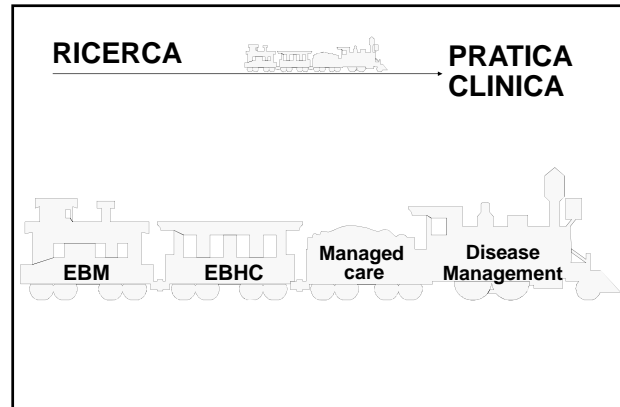 RICERCA
PRATICA
CLINICA
EBM
EBHC
Managed
care
Disease
Management